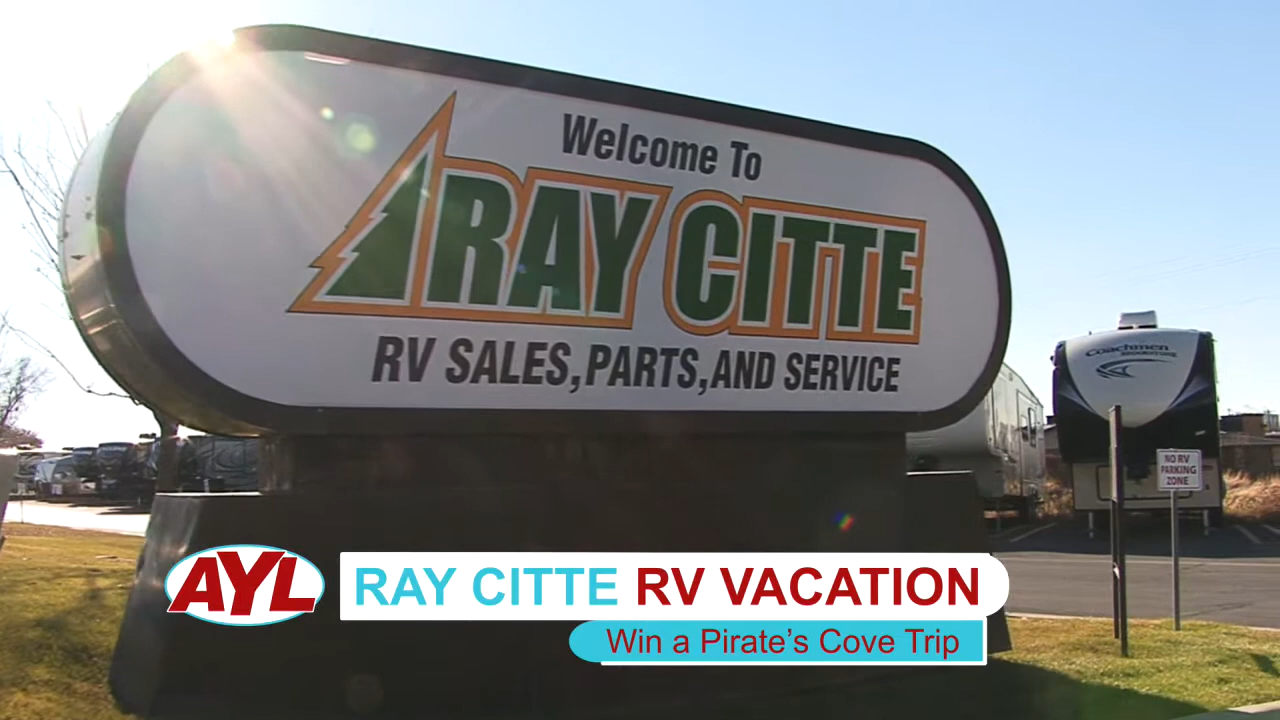 Welcome To
RAY CITTE
RV SALES, PARTS, AND SERVICE
Coachmen
NO RV
PARKING
ZONE
AYL
RAY CITTE RV VACATION
Win a Pirate's Cove Trip